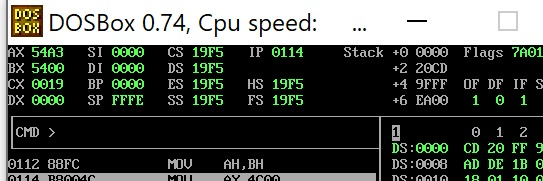 DOS
BOX
DOSBox 0.74, Cpu speed: ...
AX 54A3 SI 0000 CS 19F5 IP 0114 Stack +0 0000 Flags 7A01
BX 5400 DI 0000 DS 19F5 +2 20CD
CX 0019 BP 0000 ES 19F5 HS 19F5 +4 9FFF OF DF IF S
DX 0000 SP FFFE SS 19F5 FS 19F5 +6 EA00 1 0 1
CMD >
1 0 1 2
DS:0000 CD 20 FF 9
0112 88FC MOV AH,BH DS:0008 AD DE 1B 0
0114 B8004C MOV AX,4C00 DS:0010 18 01 10 0